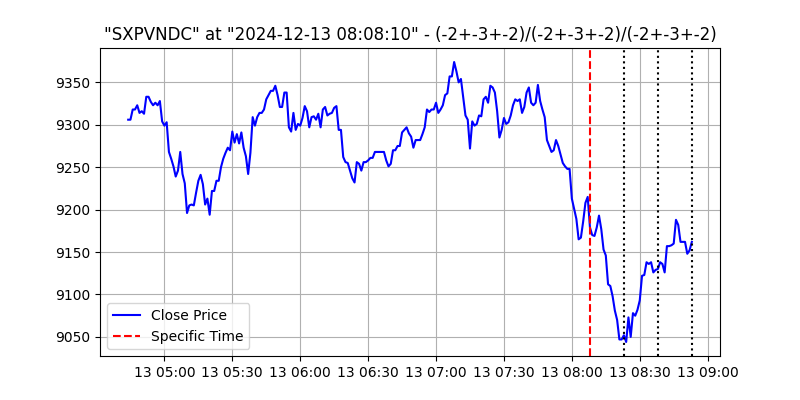 "SXPVNDC" at "2024-12-13 08:08:10" - (-2+-3+-2)/(-2+-3+-2)/(-2+-3+-2)
9350
9300
9250
9200
9150
9100
9050
Close Price
Specific Time
13 05:00 13 05:30 13 06:00 13 06:30 13 07:00 13 07:30 13 08:00 13 08:30 13 09:00